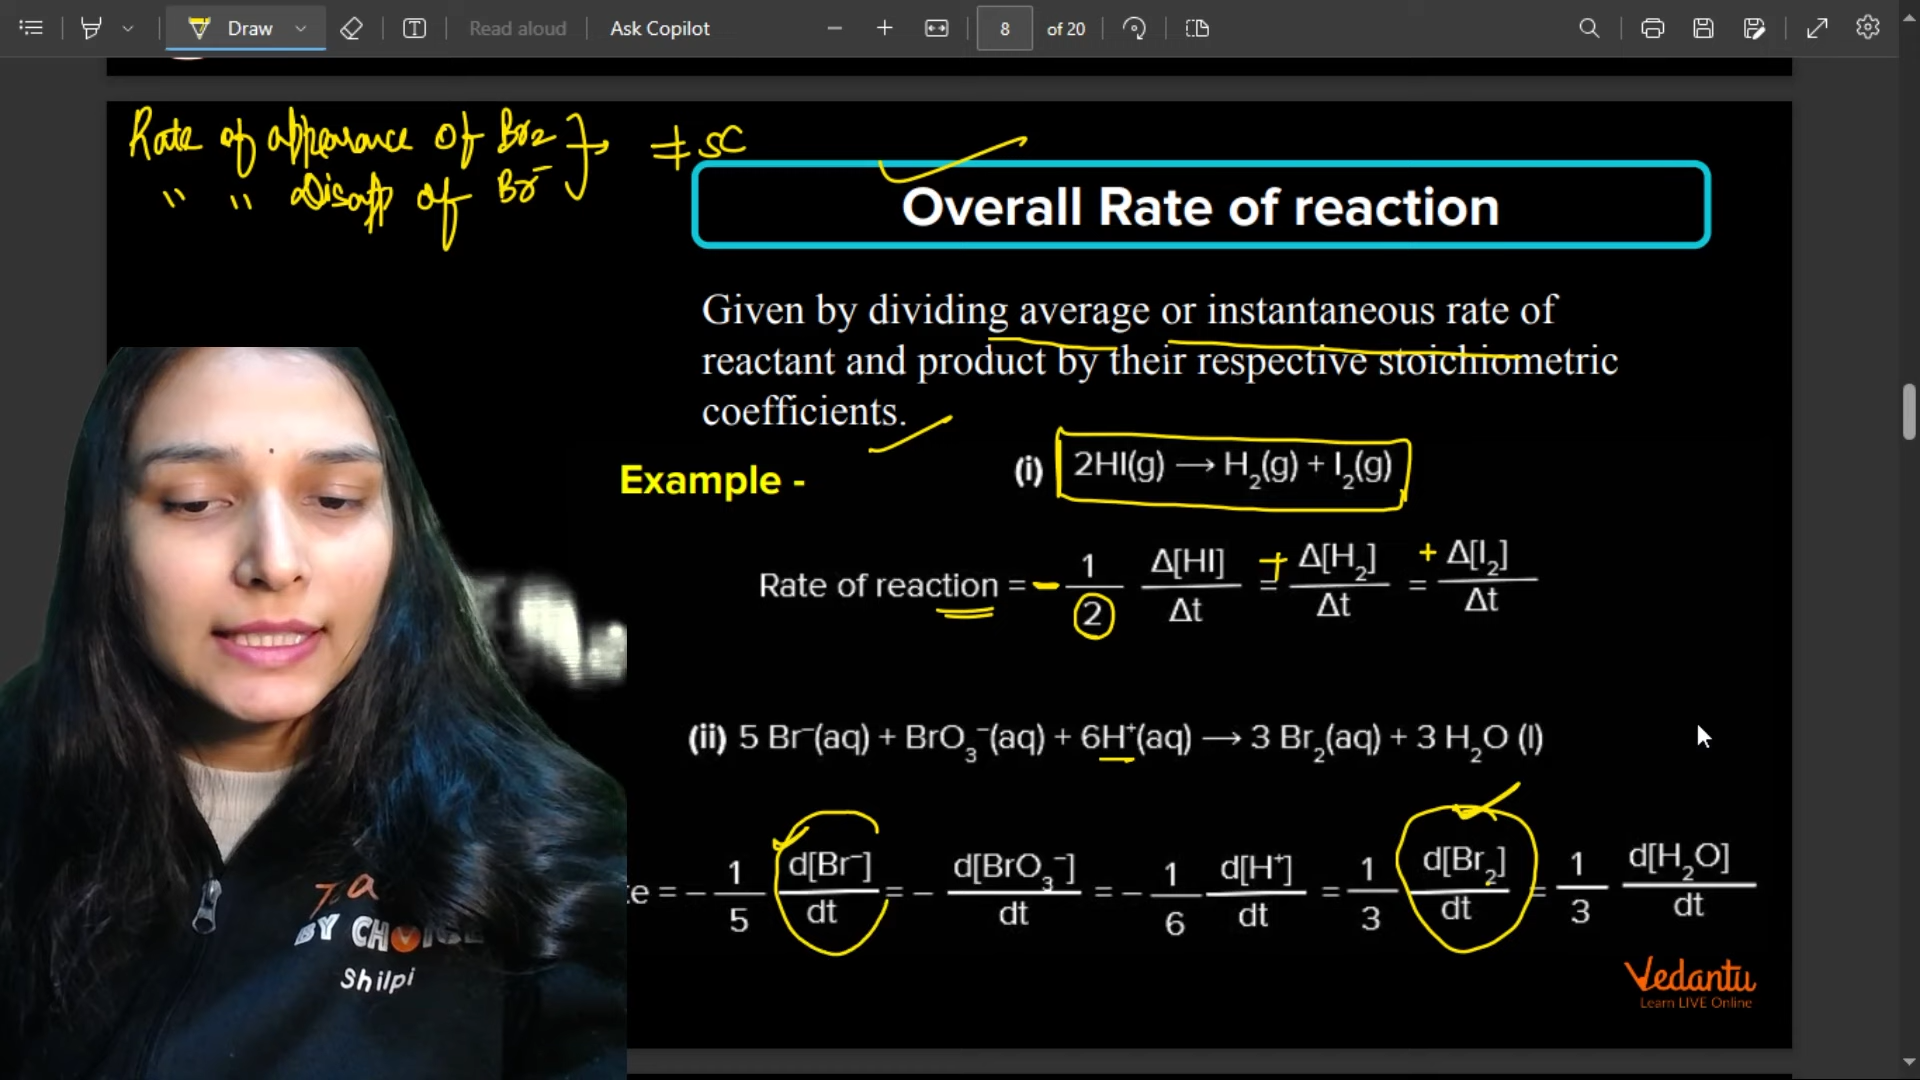 Draw
Read aloud
Ask Copilot
8 of 20
Rate of appearance of Br2
" " Disapp of Br⁻
≠ SC
Overall Rate of reaction
Given by dividing average or instantaneous rate of
reactant and product by their respective stoichiometric
coefficients.
Example - (i) 2HI(g) ⟶ H₂(g) + I₂(g)
Rate of reaction = - 1/2 Δ[HI]/Δt = + Δ[H₂]/Δt = + Δ[I₂]/Δt
(ii) 5 Br⁻(aq) + BrO₃⁻(aq) + 6H⁺(aq) ⟶ 3 Br₂(aq) + 3 H₂O (l)
te = - 1/5 d[Br⁻]/dt = - d[BrO₃⁻]/dt = - 1/6 d[H⁺]/dt = 1/3 d[Br₂]/dt = 1/3 d[H₂O]/dt
BY CHOICE
Shilpi
Vedantu
Learn LIVE Online